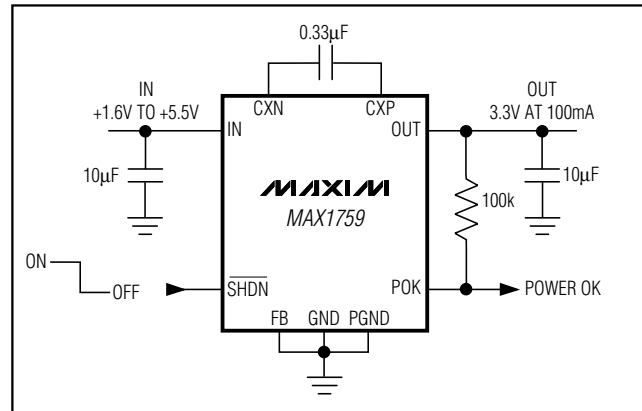 0.33µF
IN
+1.6V TO +5.5V
CXN
CXP
OUT
3.3V AT 100mA
IN
OUT
10µF
MAXIM
MAX1759
100k
10µF
ON
OFF
SHDN
POK
POWER OK
FB
GND
PGND